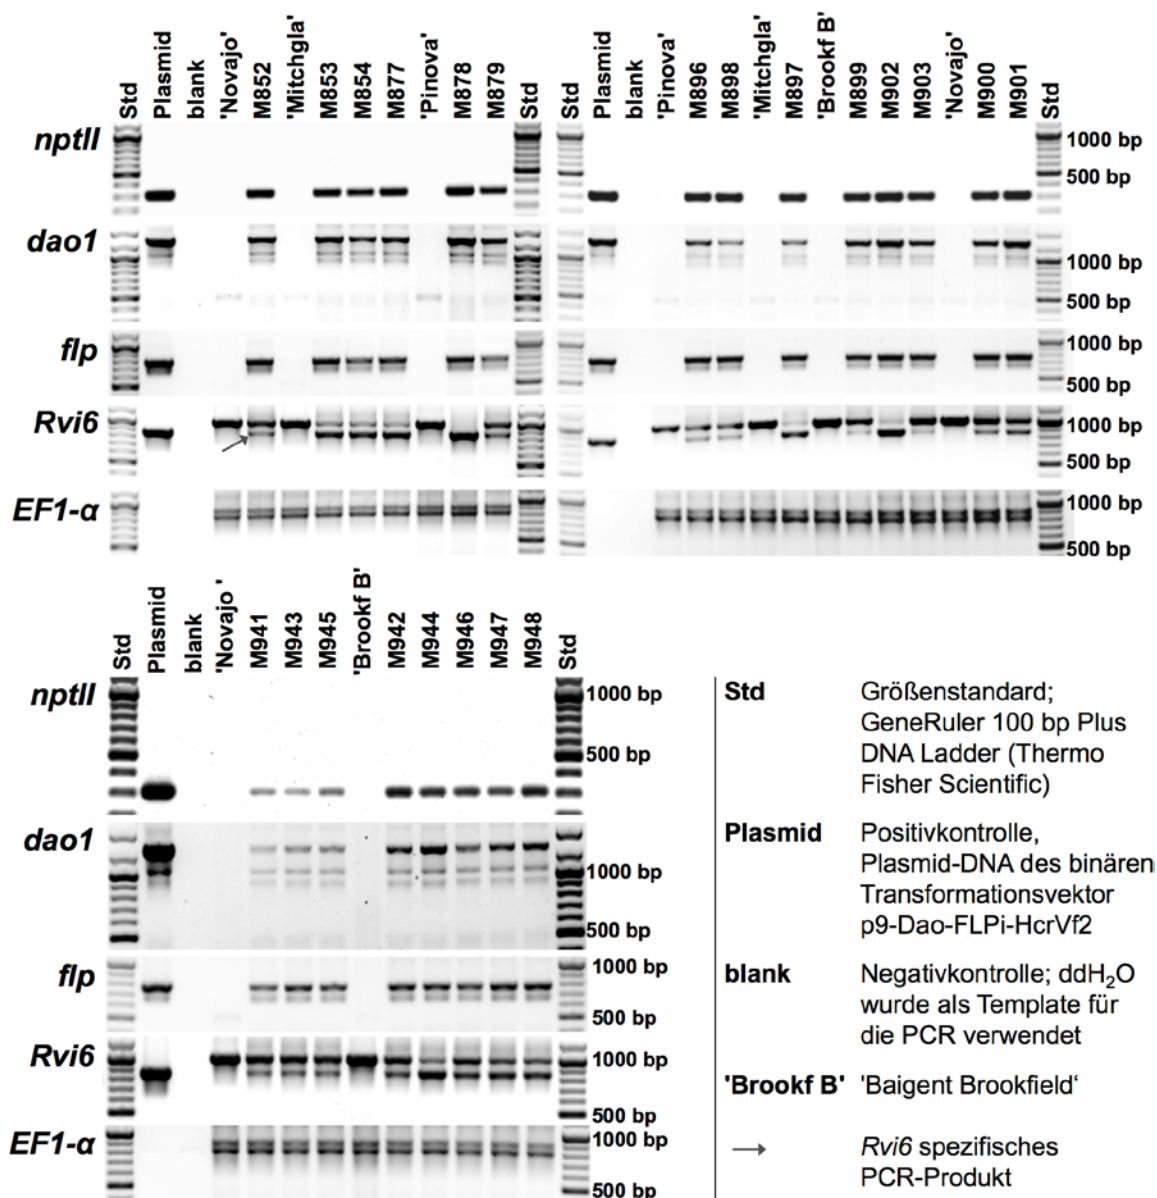 Std Plasmid blank 'Novajo' M852 'Mitchgla' M853 M854 M877 'Pinova' M878 M879 Std
Std Plasmid blank 'Pinova' M896 M898 'Mitchgla' M897 'Brookf B' M899 M902 M903 'Novajo' M900 M901 Std
nptII
1000 bp
500 bp
dao1
1000 bp
500 bp
flp
1000 bp
500 bp
Rvi6
1000 bp
500 bp
EF1-α
1000 bp
500 bp
Std Plasmid blank 'Novajo' M941 M943 M945 'Brookf B' M942 M944 M946 M947 M948 Std
nptII
1000 bp
500 bp
dao1
1000 bp
500 bp
flp
1000 bp
500 bp
Rvi6
1000 bp
500 bp
EF1-α
1000 bp
500 bp
Std Größenstandard;
GeneRuler 100 bp Plus
DNA Ladder (Thermo
Fisher Scientific)
Plasmid Positivkontrolle,
Plasmid-DNA des binären
Transformationsvektor
p9-Dao-FLPi-HcrVf2
blank Negativkontrolle; ddH₂O
wurde als Template für
die PCR verwendet
'Brookf B' 'Baigent Brookfield‘
→ Rvi6 spezifisches
PCR-Produkt